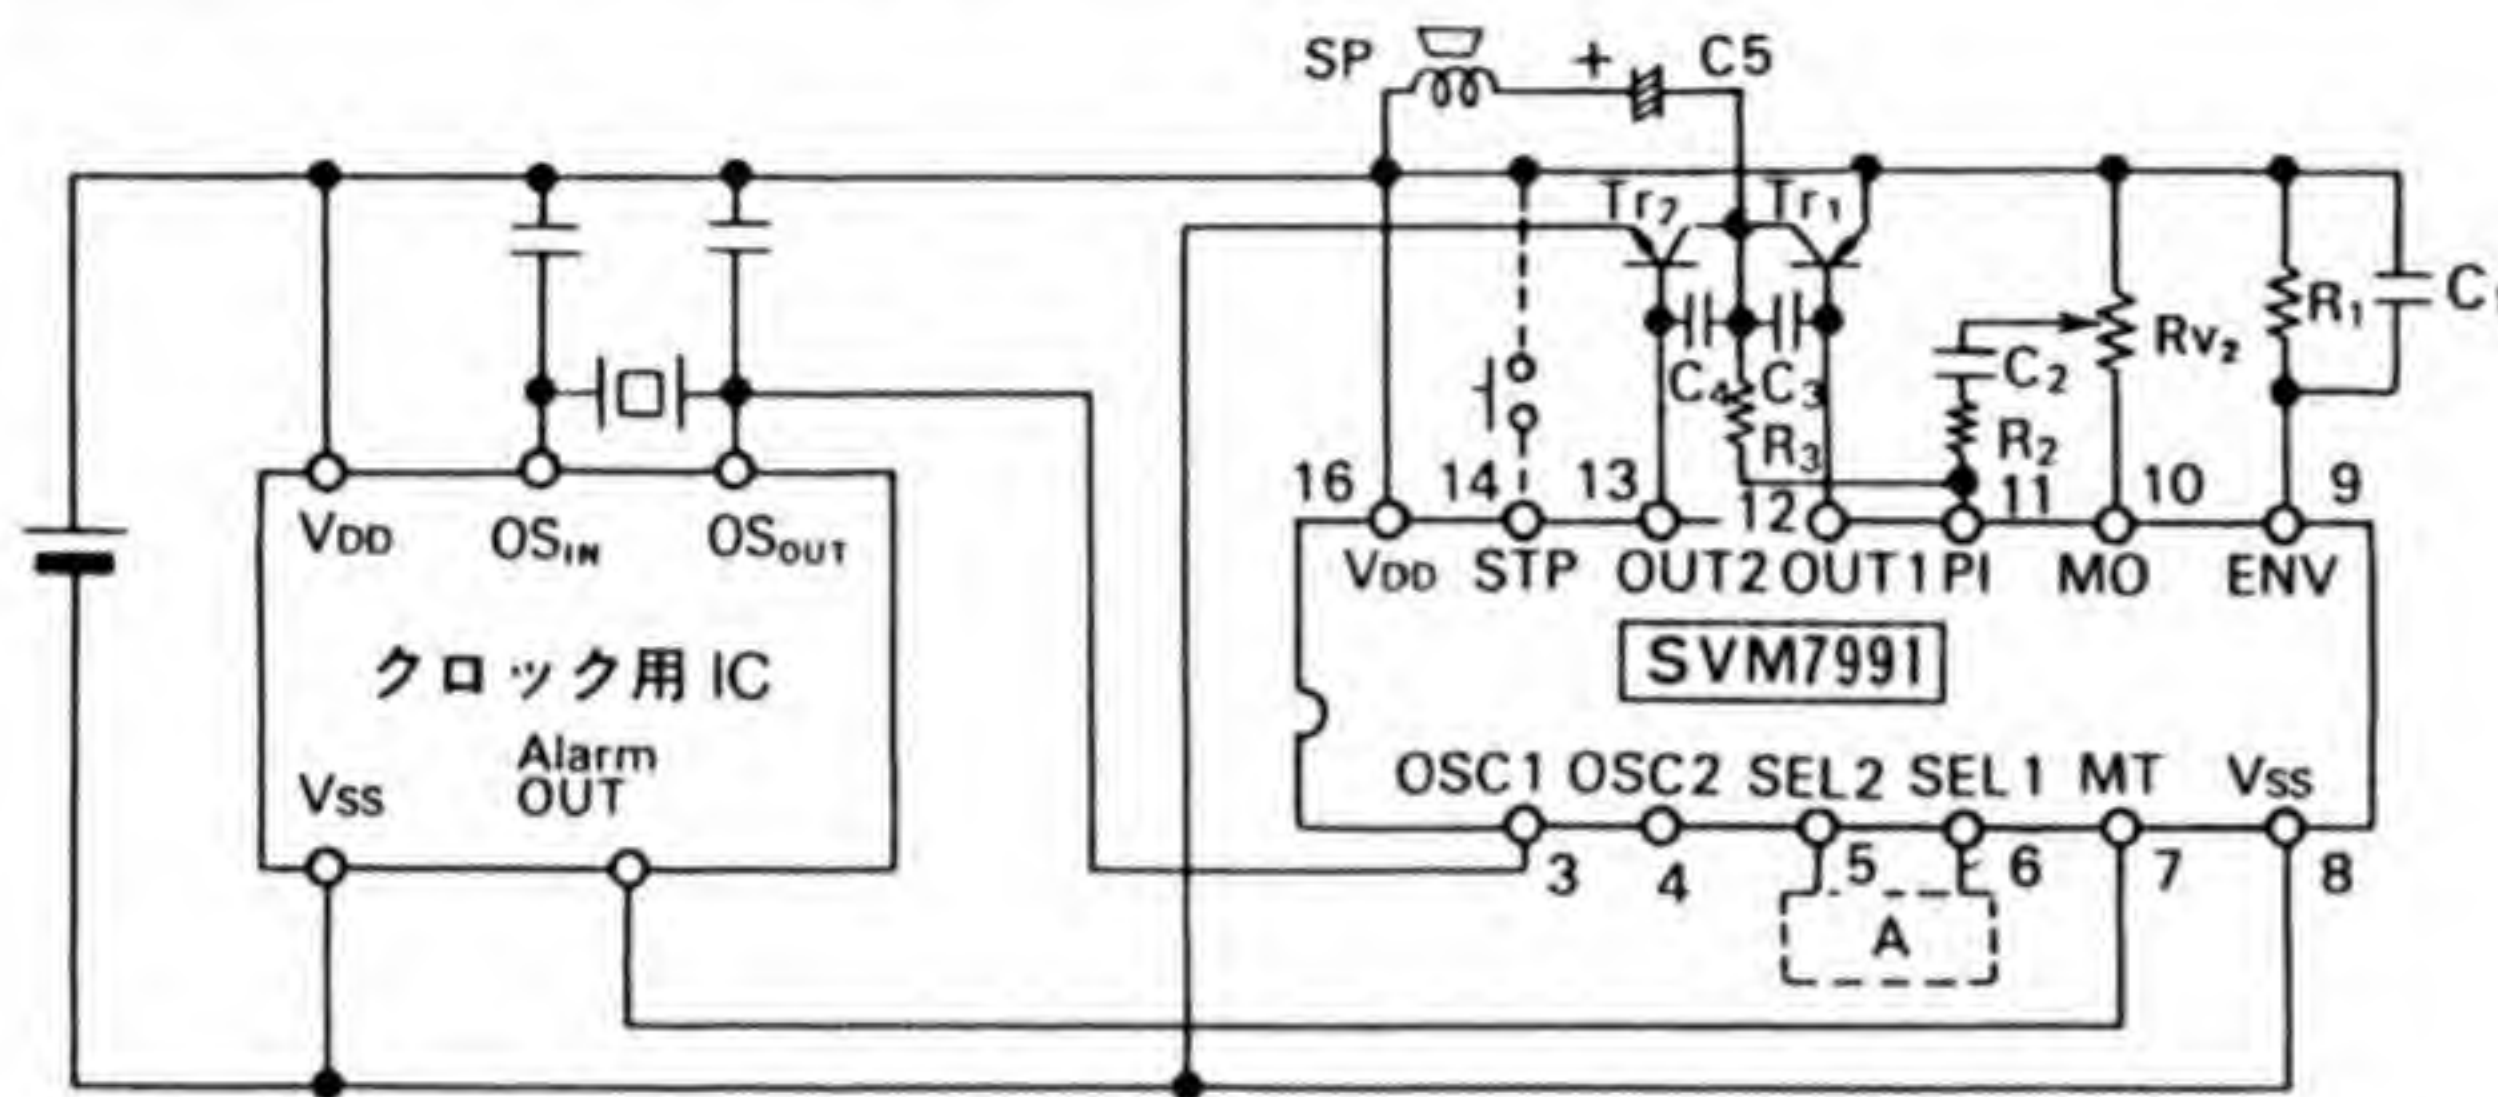 SP + C5
Tr₂ Tr₁
C₄ C₃ C₂ RV₂ R₁
R₃ R₂
16 14 13 12 11 10 9
VDD OSIN OSOUT
VDD STP OUT2 OUT1 PI MO ENV
クロック用 IC
SVM7991
Alarm
VSS OUT
OSC1 OSC2 SEL2 SEL1 MT VSS
3 4 5 6 7 8
A